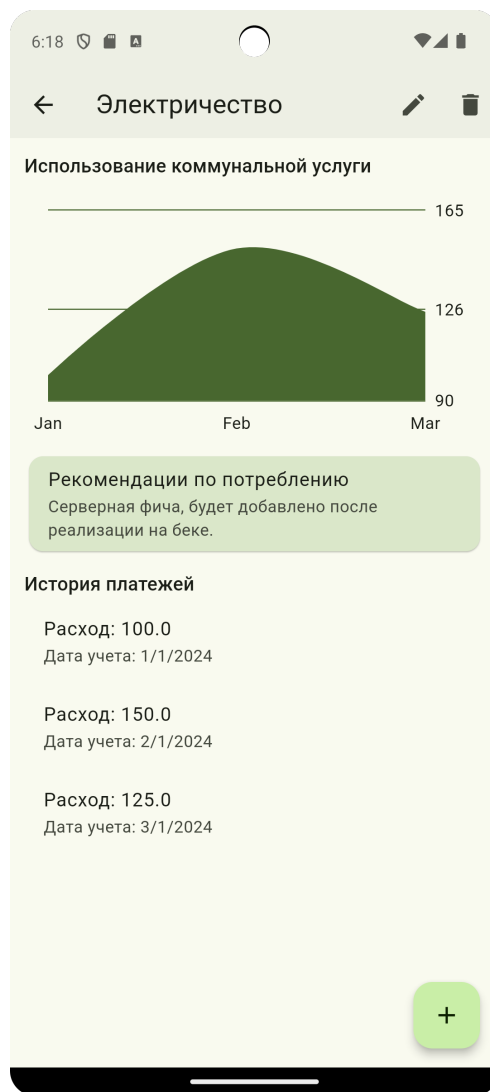 6:18
Электричество
Использование коммунальной услуги
165
126
90
Jan Feb Mar
Рекомендации по потреблению
Серверная фича, будет добавлено после
реализации на беке.
История платежей
Расход: 100.0
Дата учета: 1/1/2024
Расход: 150.0
Дата учета: 2/1/2024
Расход: 125.0
Дата учета: 3/1/2024